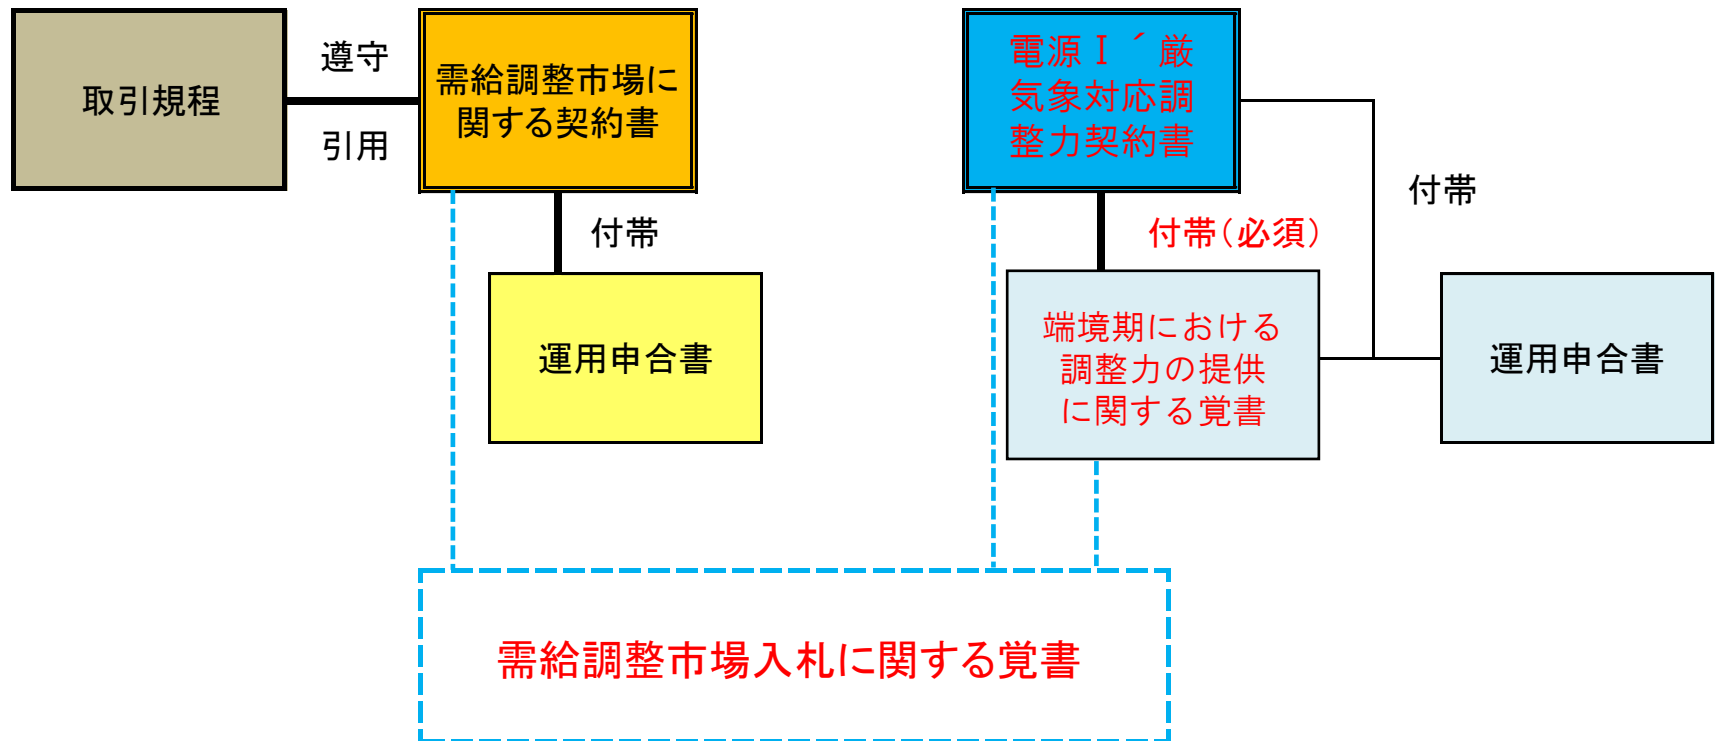 取引規程
遵守
引用
需給調整市場に
関する契約書
付帯
運用申合書
電源Ⅰ´厳
気象対応調
整力契約書
付帯(必須)
付帯
端境期における
調整力の提供
に関する覚書
運用申合書
需給調整市場入札に関する覚書